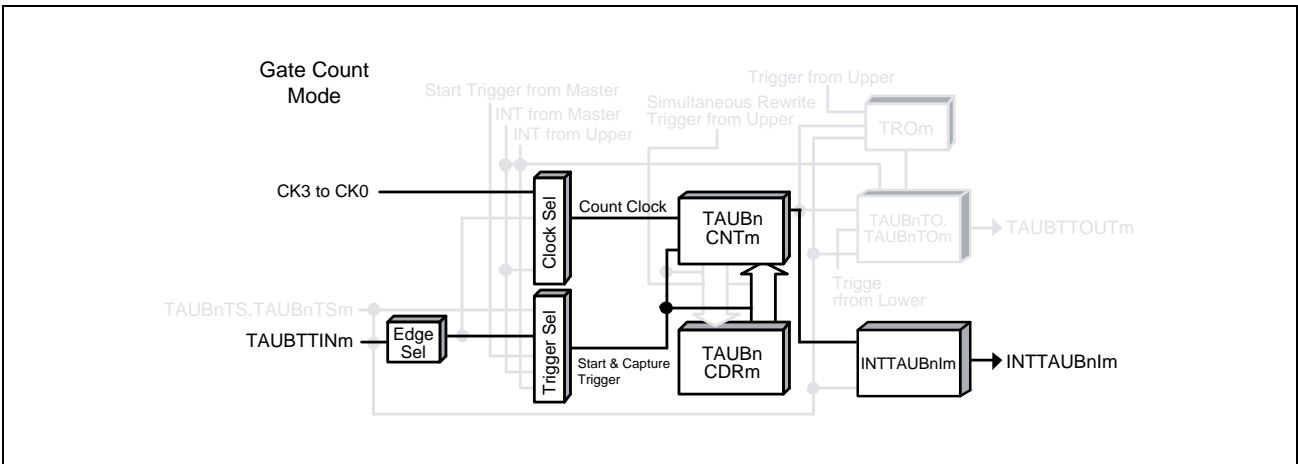 Gate Count
Mode
Trigger from Upper
Start Trigger from Master
Simultaneous Rewrite
Trigger from Upper
INT from Master
INT from Upper
TROm
CK3 to CK0
Clock Sel
Count Clock
TAUBn
CNTm
TAUBnTO.
TAUBnTOm
TAUBTTOUTm
Trigge
rfrom Lower
TAUBnTS.TAUBnTSm
TAUBTTINm
Edge
Sel
Trigger Sel
Start & Capture
Trigger
TAUBn
CDRm
INTTAUBnIm
INTTAUBnIm